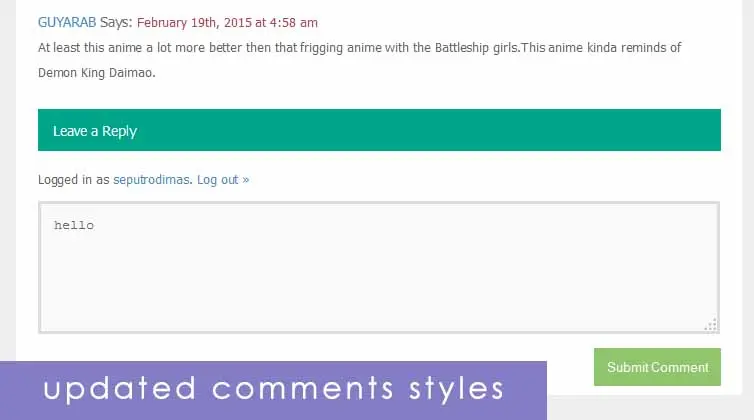 GUYARAB Says: February 19th, 2015 at 4:58 am
At least this anime a lot more better then that frigging anime with the Battleship girls.This anime kinda reminds of
Demon King Daimao.
Leave a Reply
Logged in as seputrodimas. Log out »
hello
Submit Comment
updated comments styles